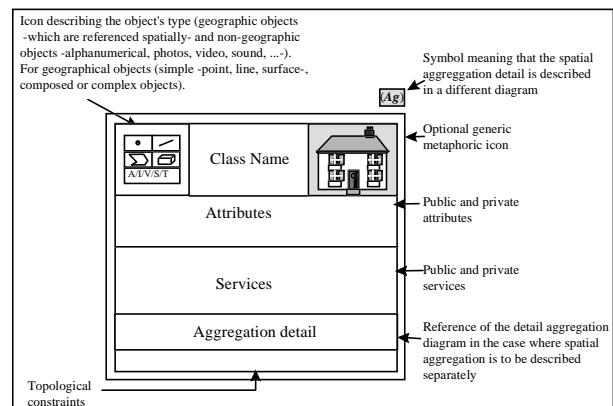 Icon describing the object's type (geographic objects
-which are referenced spatially- and non-geographic
objects -alphanumerical, photos, video, sound, ...-).
For geographical objects (simple -point, line, surface-,
composed or complex objects).
Symbol meaning that the spatial
aggreggation detail is described
in a different diagram
(Ag)
Optional generic
metaphoric icon
Class Name
A/I/V/S/T
Attributes
Public and private
attributes
Services
Public and private
services
Aggregation detail
Reference of the detail aggregation
diagram in the case where spatial
aggregation is to be described
separately
Topological
constraints